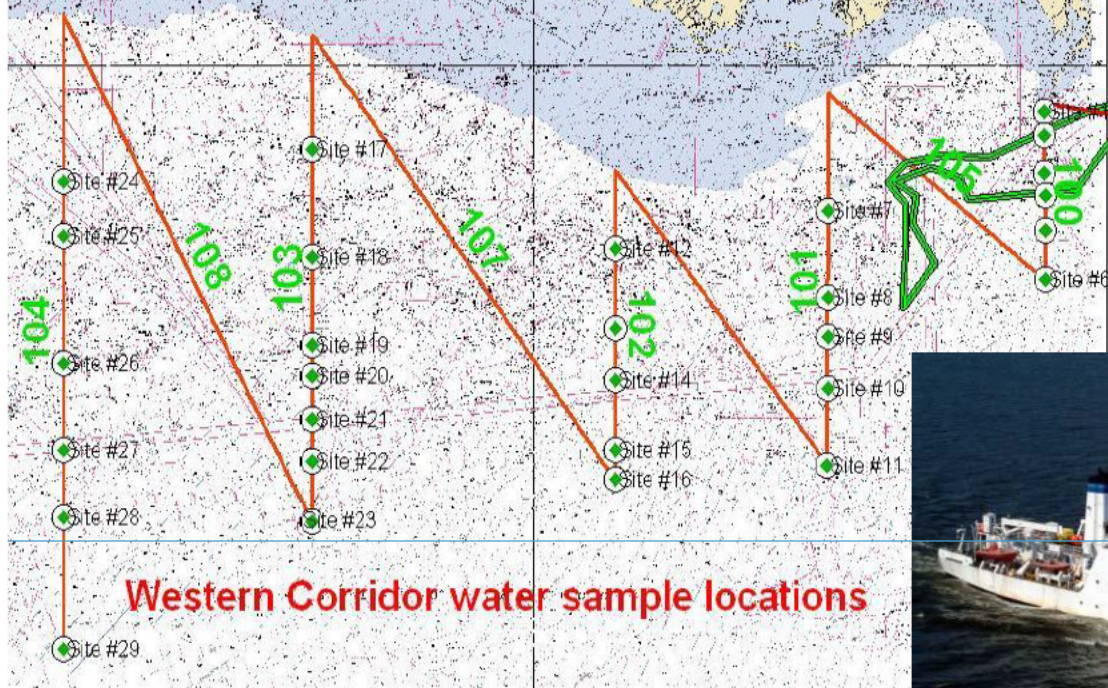 Site #17
Site #24
Site #7
Site #25
Site #18
Site #12
Site #6
Site #8
Site #19
Site #9
Site #26
Site #20
Site #14
Site #10
Site #21
Site #27
Site #22
Site #15
Site #11
Site #16
Site #28
Site #23
Site #29
104
108
103
107
102
101
105
100
Western Corridor water sample locations